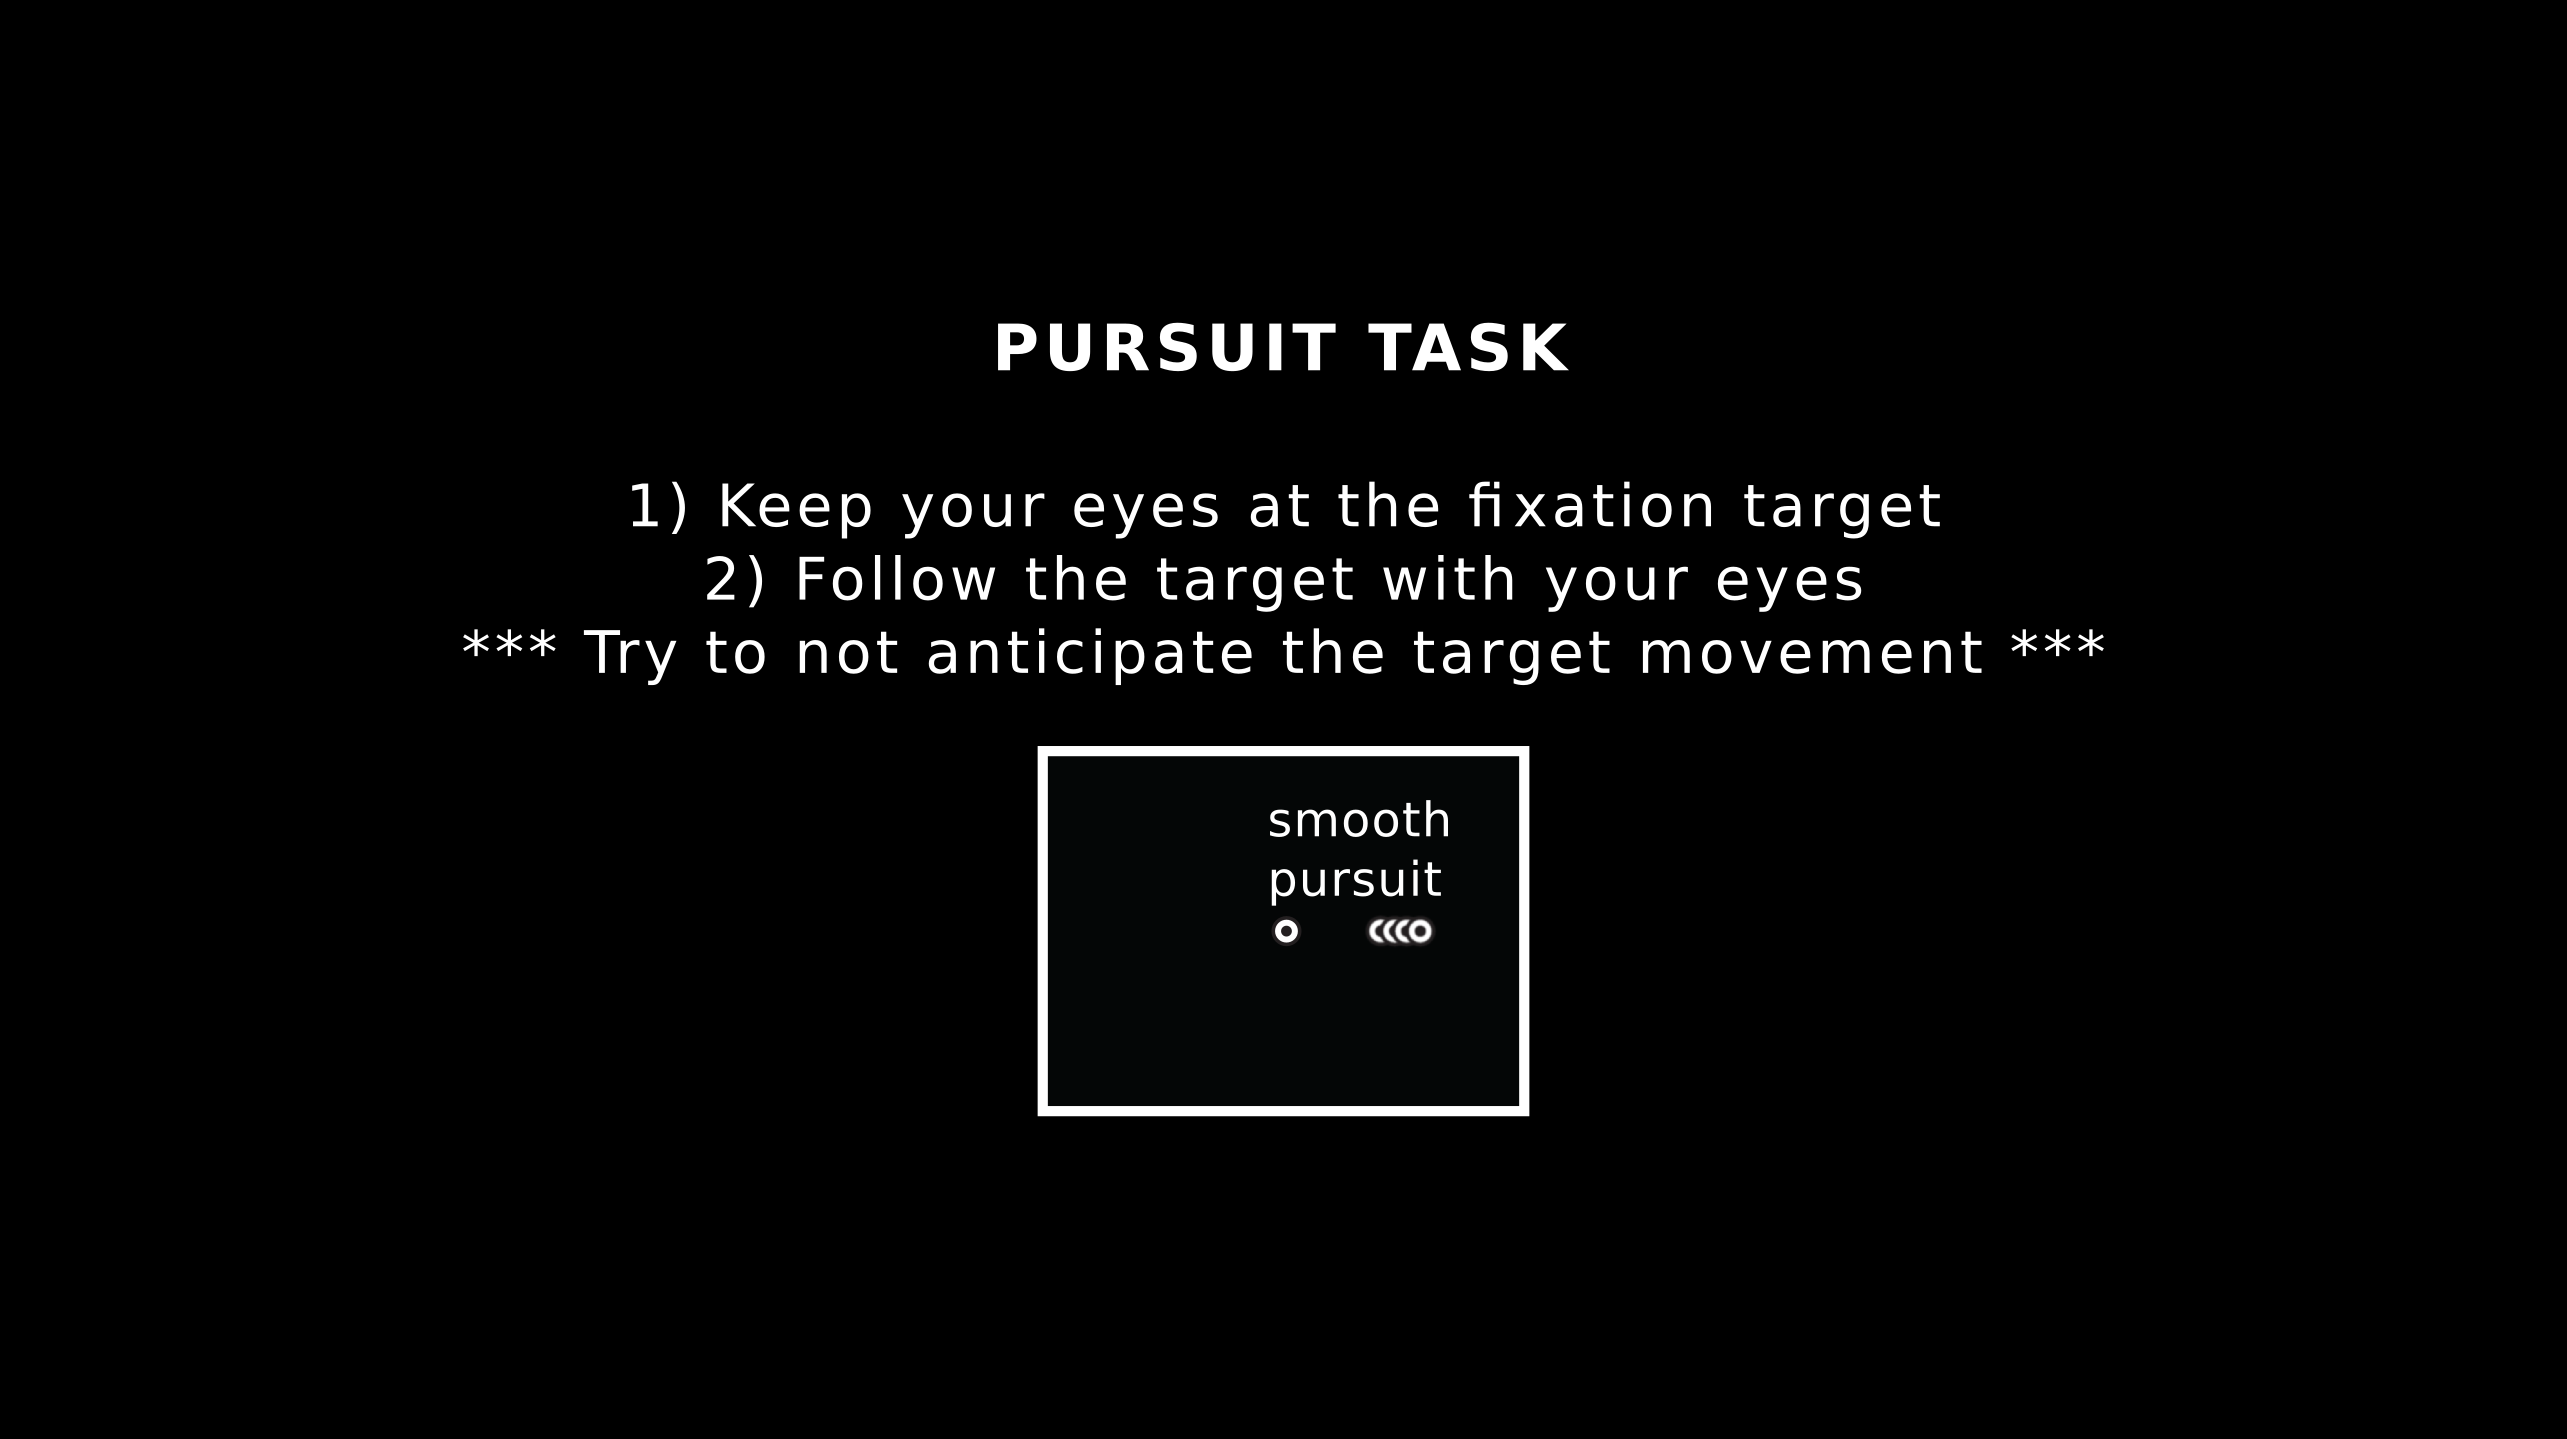 PURSUIT TASK
1) Keep your eyes at the fixation target
2) Follow the target with your eyes
*** Try to not anticipate the target movement ***
smooth
pursuit